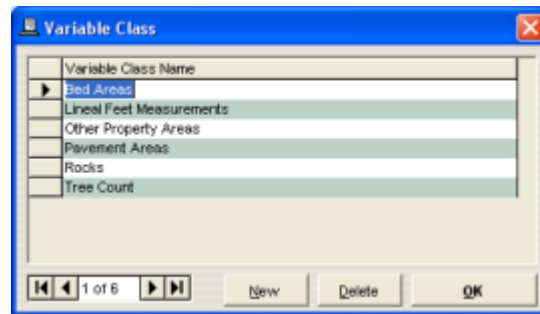 Variable Class
Variable Class Name
Bed Areas
Lineal Feet Measurements
Other Property Areas
Pavement Areas
Rocks
Tree Count
1 of 6 New Delete OK